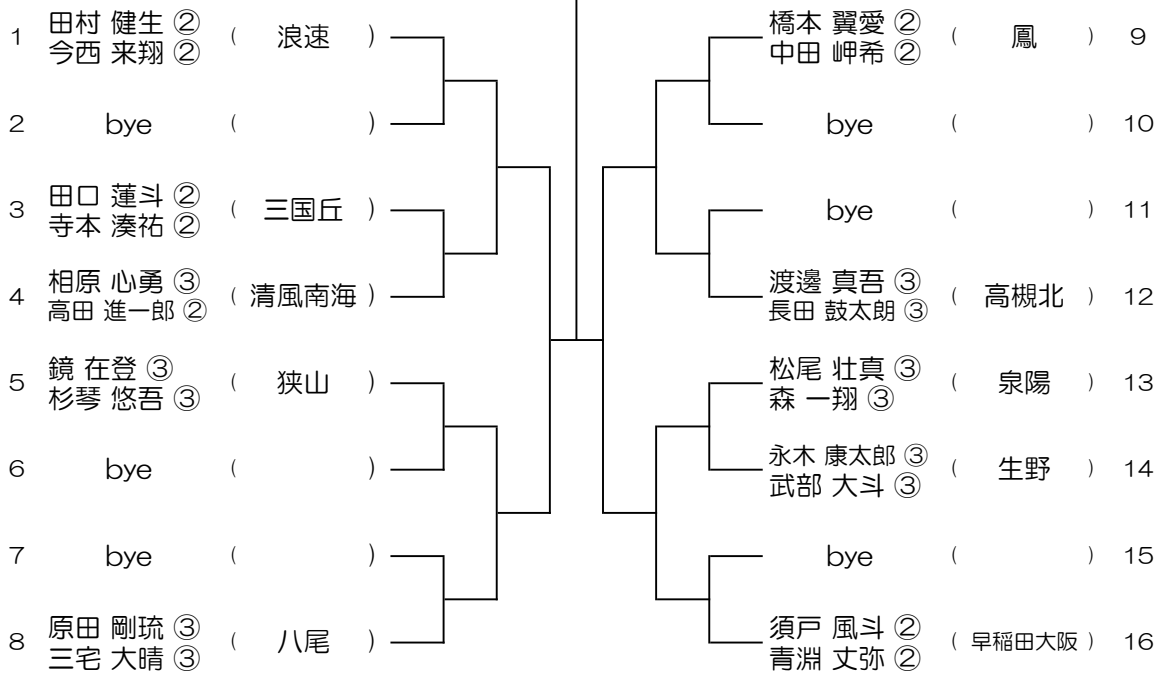 1 田村 健生 ② ( 浪速 )
今西 来翔 ②
2 bye ( )
3 田口 蓮斗 ② ( 三国丘 )
寺本 湊祐 ②
4 相原 心勇 ③ ( 清風南海 )
高田 進一郎 ②
5 鏡 在登 ③ ( 狭山 )
杉琴 悠吾 ③
6 bye ( )
7 bye ( )
8 原田 剛琉 ③ ( 八尾 )
三宅 大晴 ③
橋本 翼愛 ② ( 鳳 ) 9
中田 岬希 ②
bye ( ) 10
bye ( ) 11
渡邊 真吾 ③ ( 高槻北 ) 12
長田 鼓太朗 ③
松尾 壮真 ③ ( 泉陽 ) 13
森 一翔 ③
永木 康太郎 ③ ( 生野 ) 14
武部 大斗 ③
bye ( ) 15
須戸 風斗 ② ( 早稲田大阪 ) 16
青淵 丈弥 ②